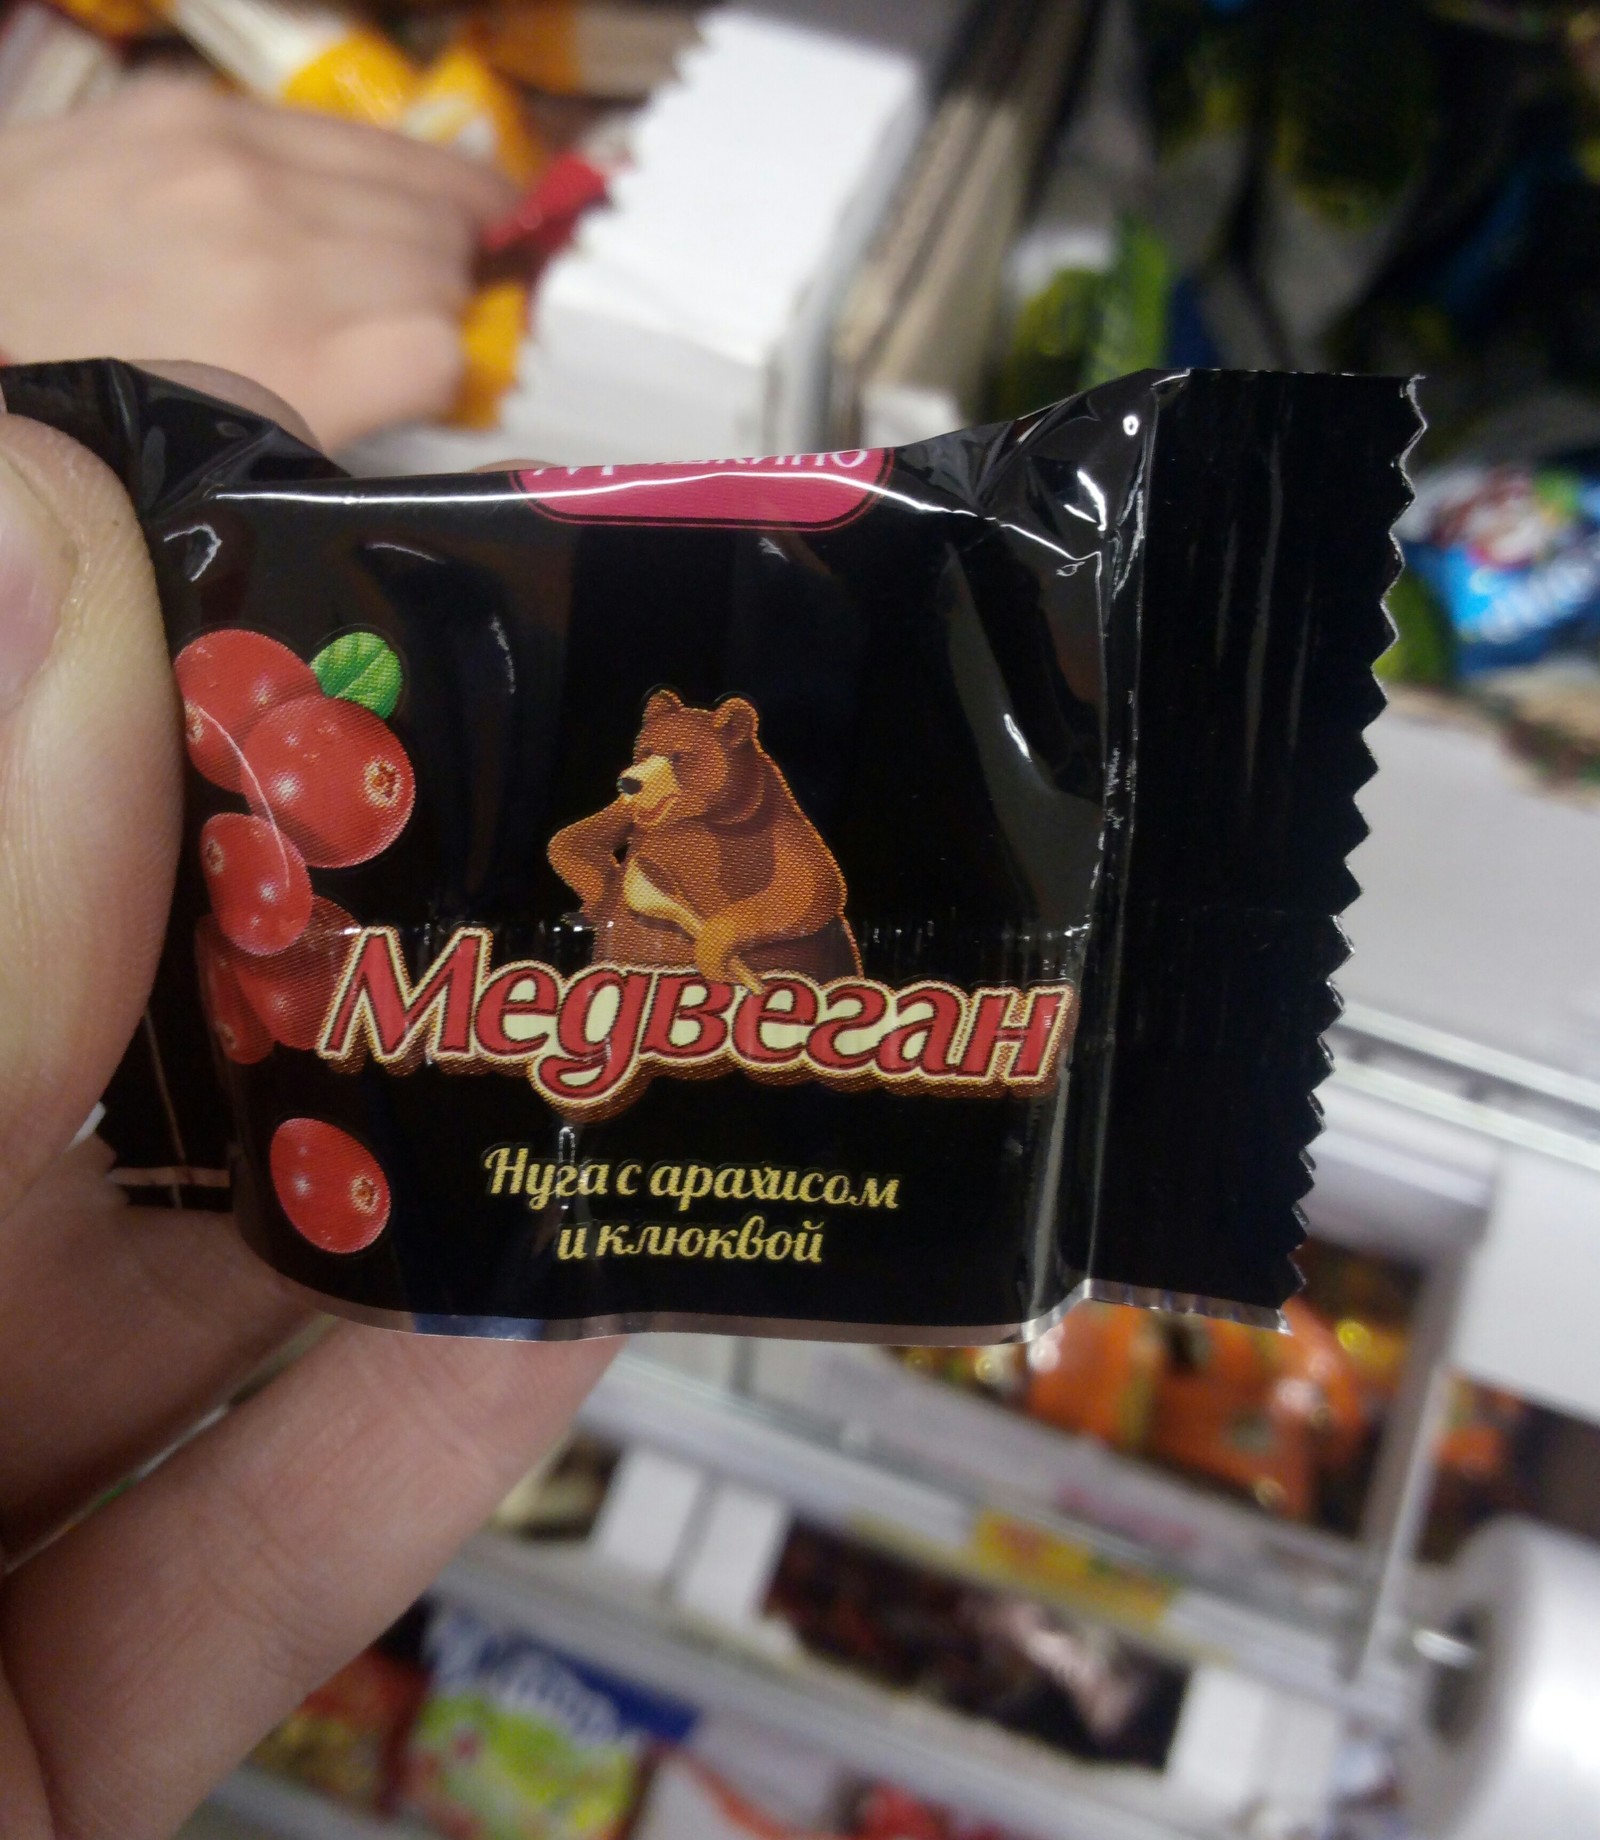 Медвеган
Нуга с арахисом
и клюквой